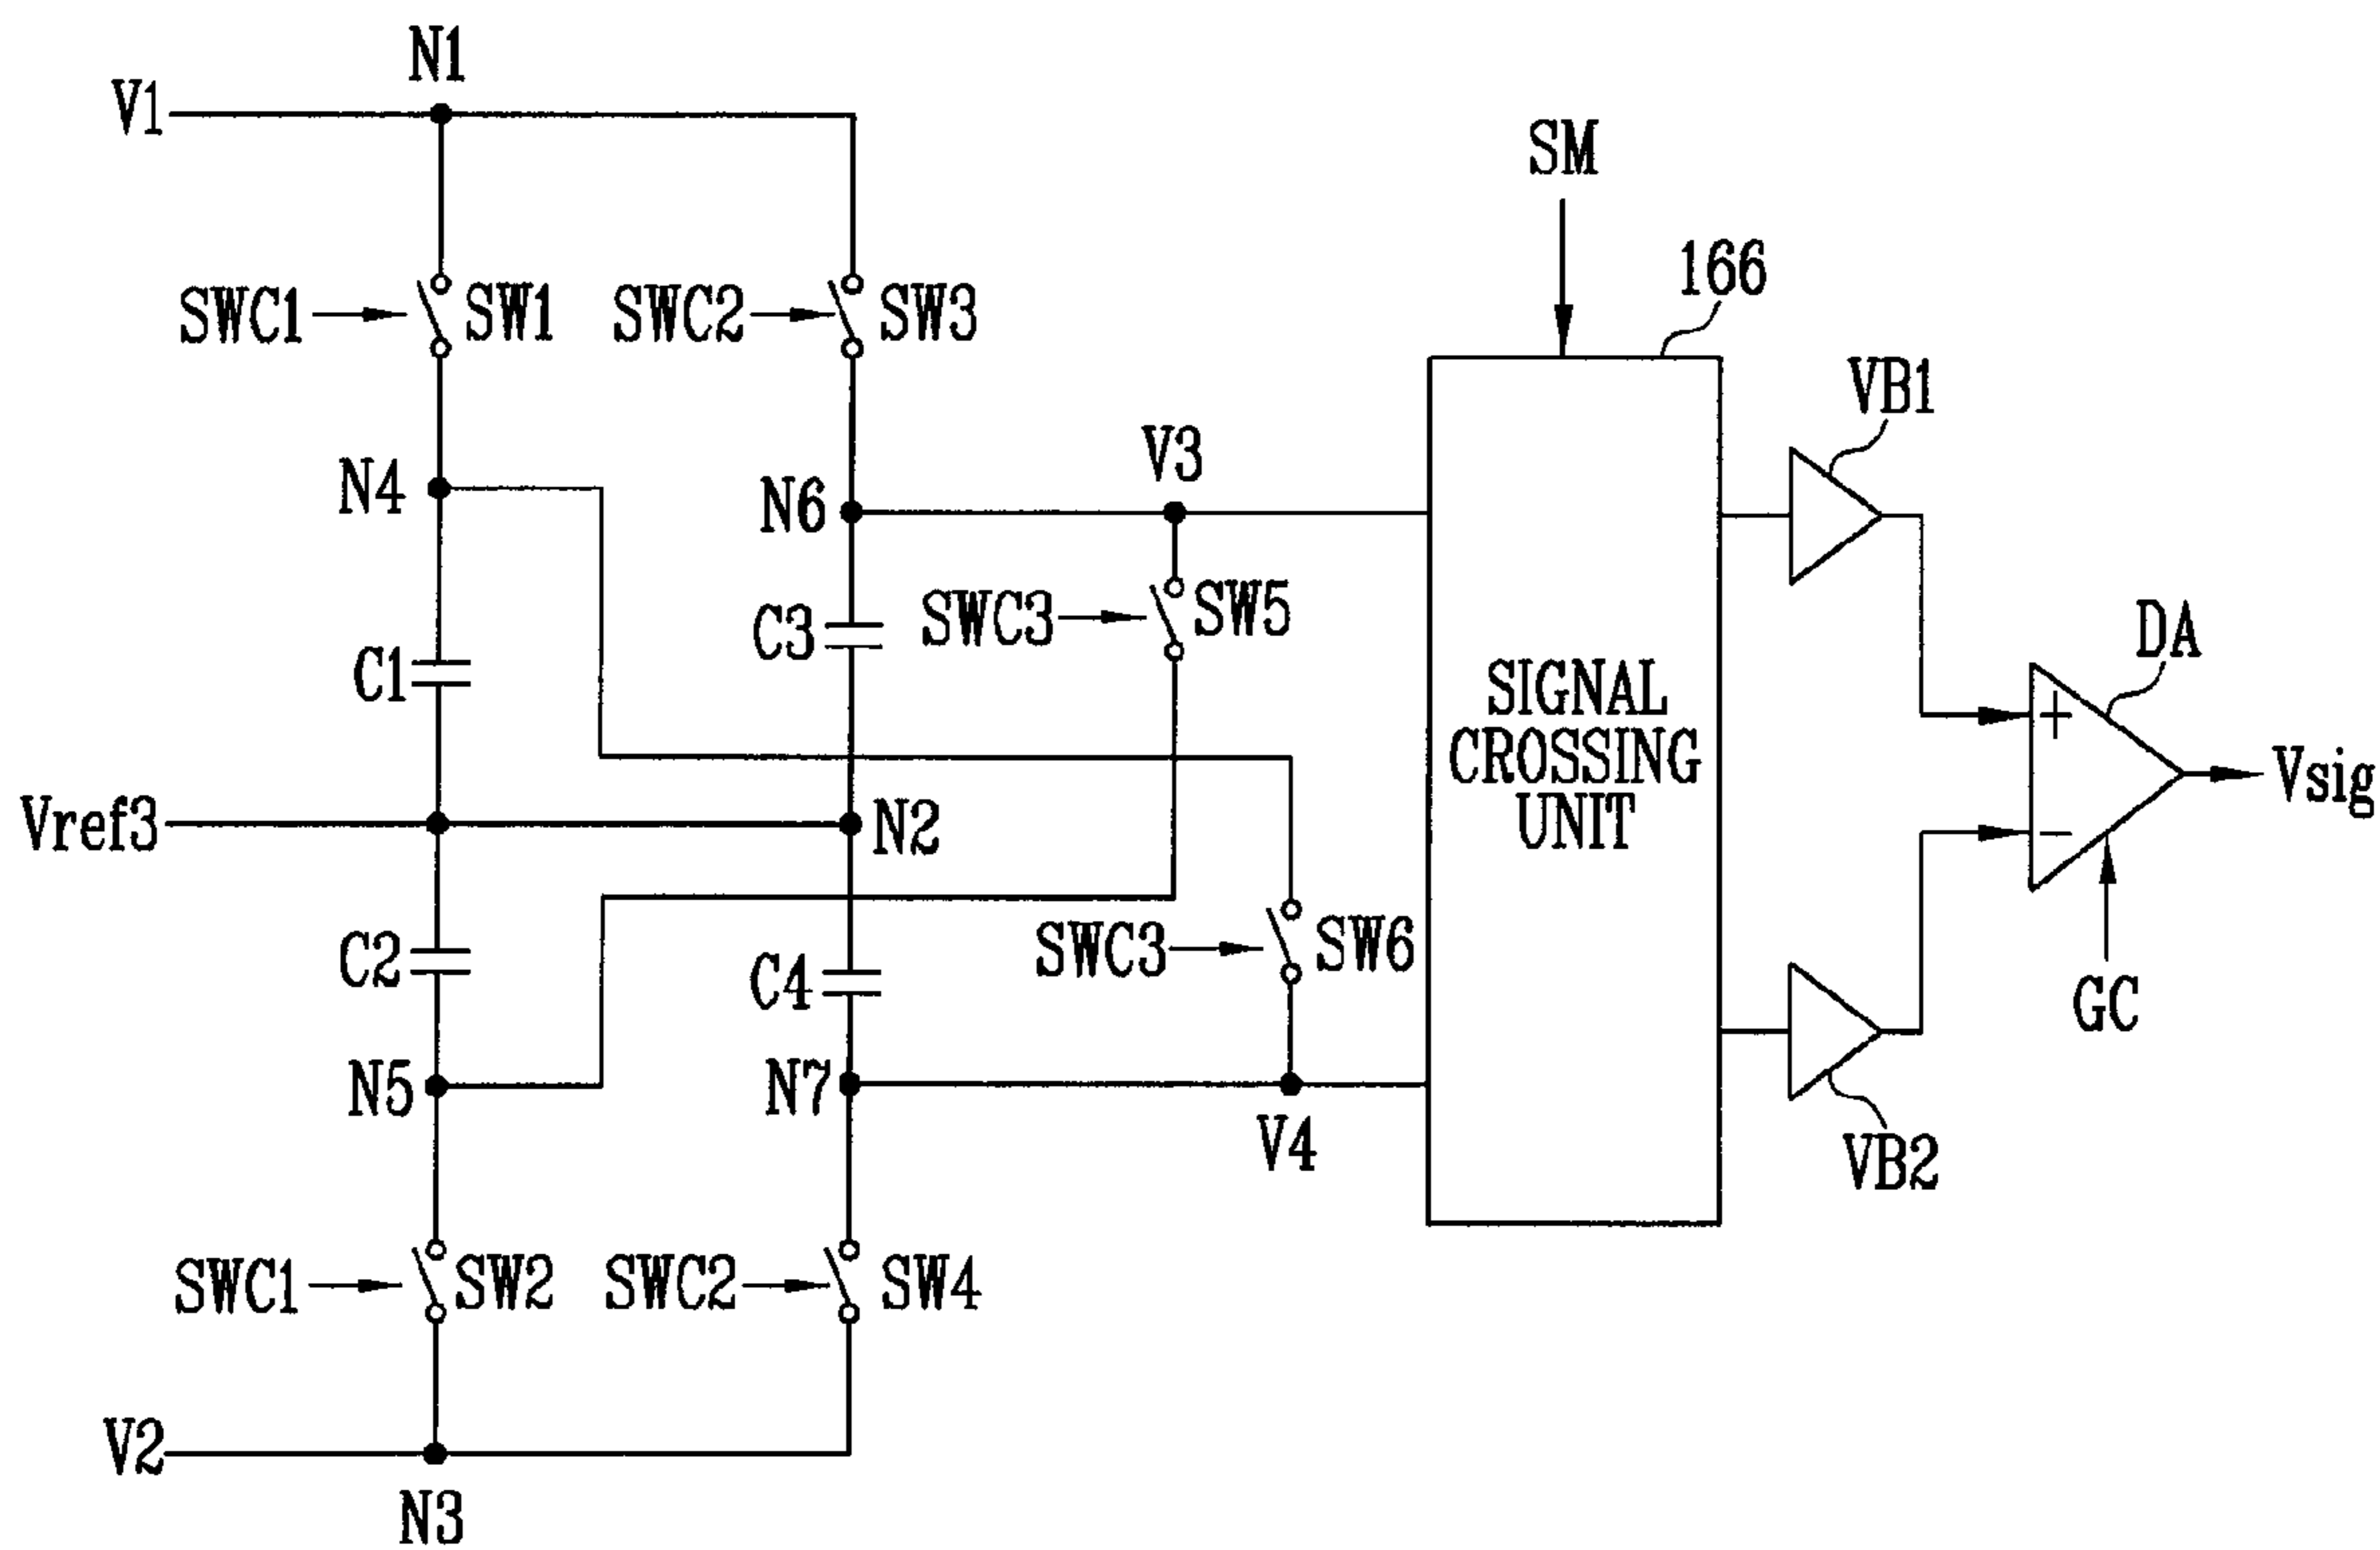 N1
V1
SM
166
SWC1
SW1
SWC2
SW3
VB1
V3
N4
N6
SWC3
SW5
C3
C1
DA
SIGNAL
CROSSING
UNIT
+
Vsig
Vref3
N2
−
SWC3
SW6
C2
C4
GC
N5
N7
V4
VB2
SWC1
SW2
SWC2
SW4
V2
N3